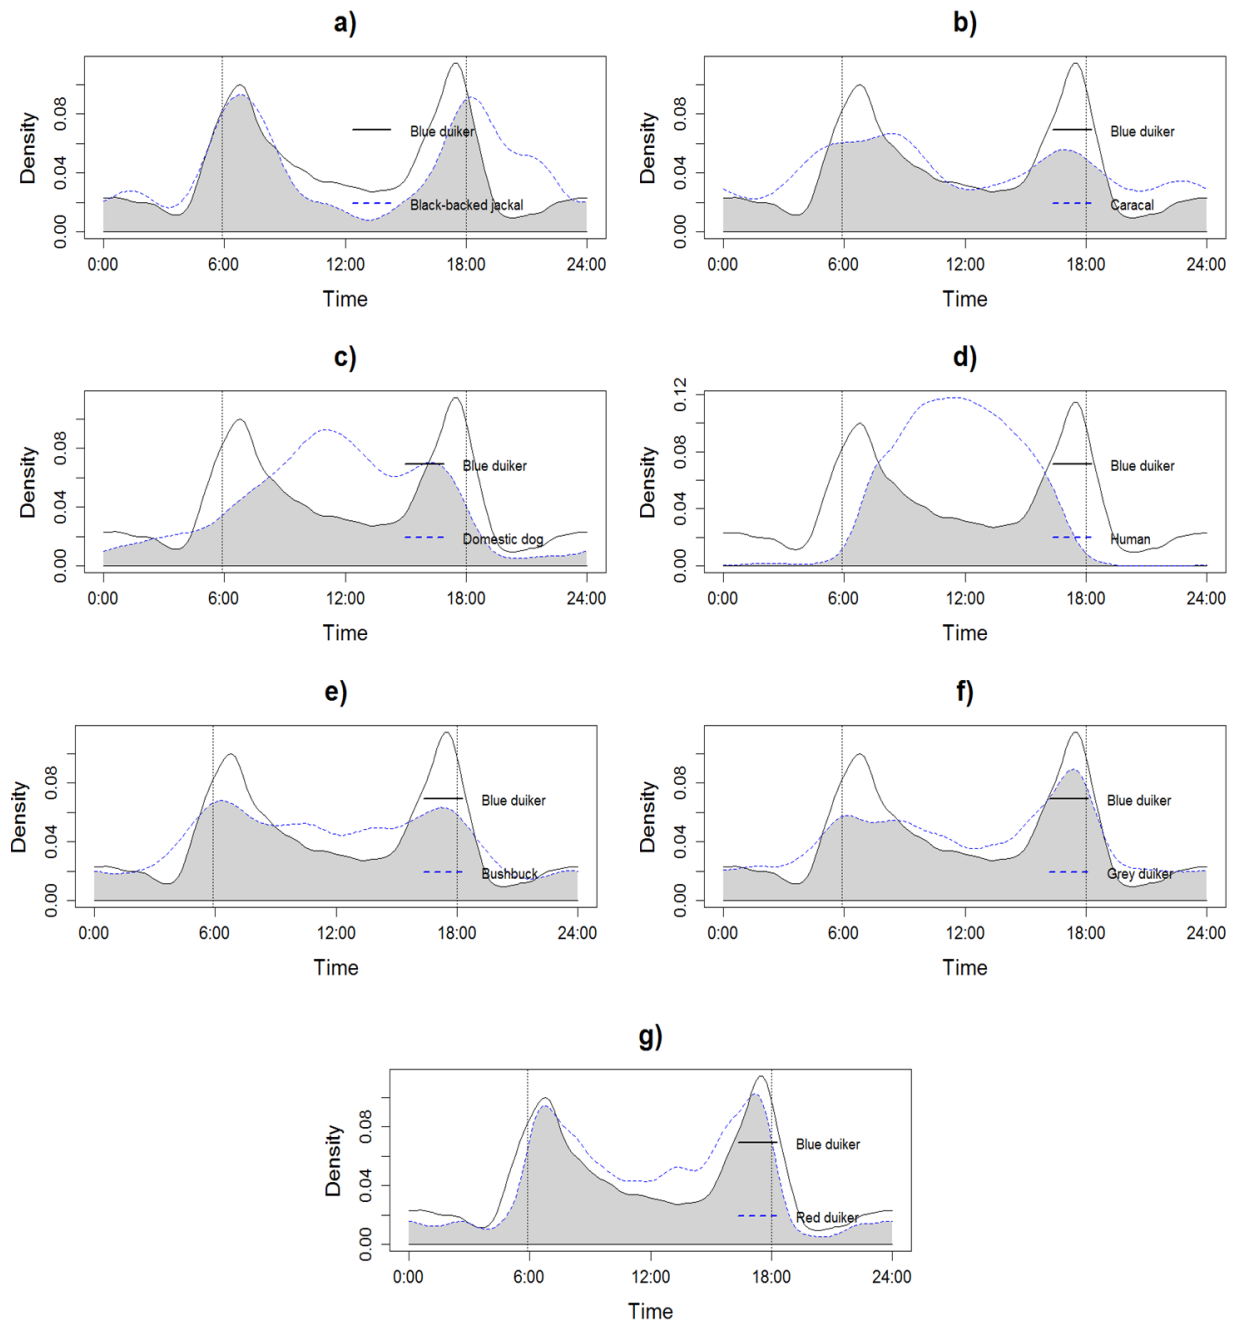 a)
Density
0.00 0.04 0.08
Blue duiker
Black-backed jackal
0:00 6:00 12:00 18:00 24:00
Time
b)
Density
0.00 0.04 0.08
Blue duiker
Caracal
0:00 6:00 12:00 18:00 24:00
Time
c)
Density
0.00 0.04 0.08
Blue duiker
Domestic dog
0:00 6:00 12:00 18:00 24:00
Time
d)
Density
0.00 0.04 0.08 0.12
Blue duiker
Human
0:00 6:00 12:00 18:00 24:00
Time
e)
Density
0.00 0.04 0.08
Blue duiker
Bushbuck
0:00 6:00 12:00 18:00 24:00
Time
f)
Density
0.00 0.04 0.08
Blue duiker
Grey duiker
0:00 6:00 12:00 18:00 24:00
Time
g)
Density
0.00 0.04 0.08
Blue duiker
Red duiker
0:00 6:00 12:00 18:00 24:00
Time